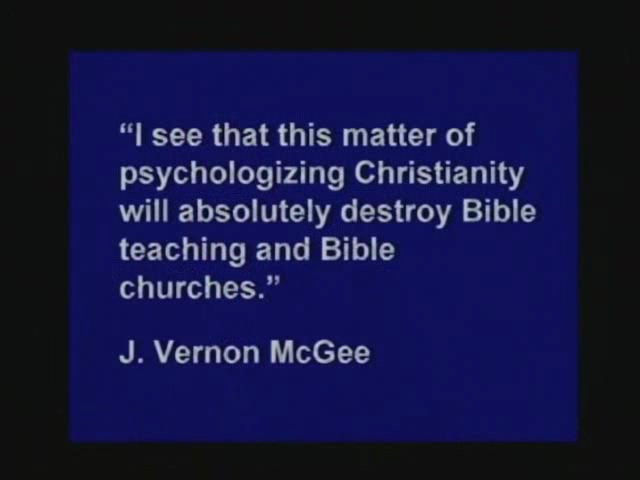 “I see that this matter of
psychologizing Christianity
will absolutely destroy Bible
teaching and Bible
churches.”
J. Vernon McGee